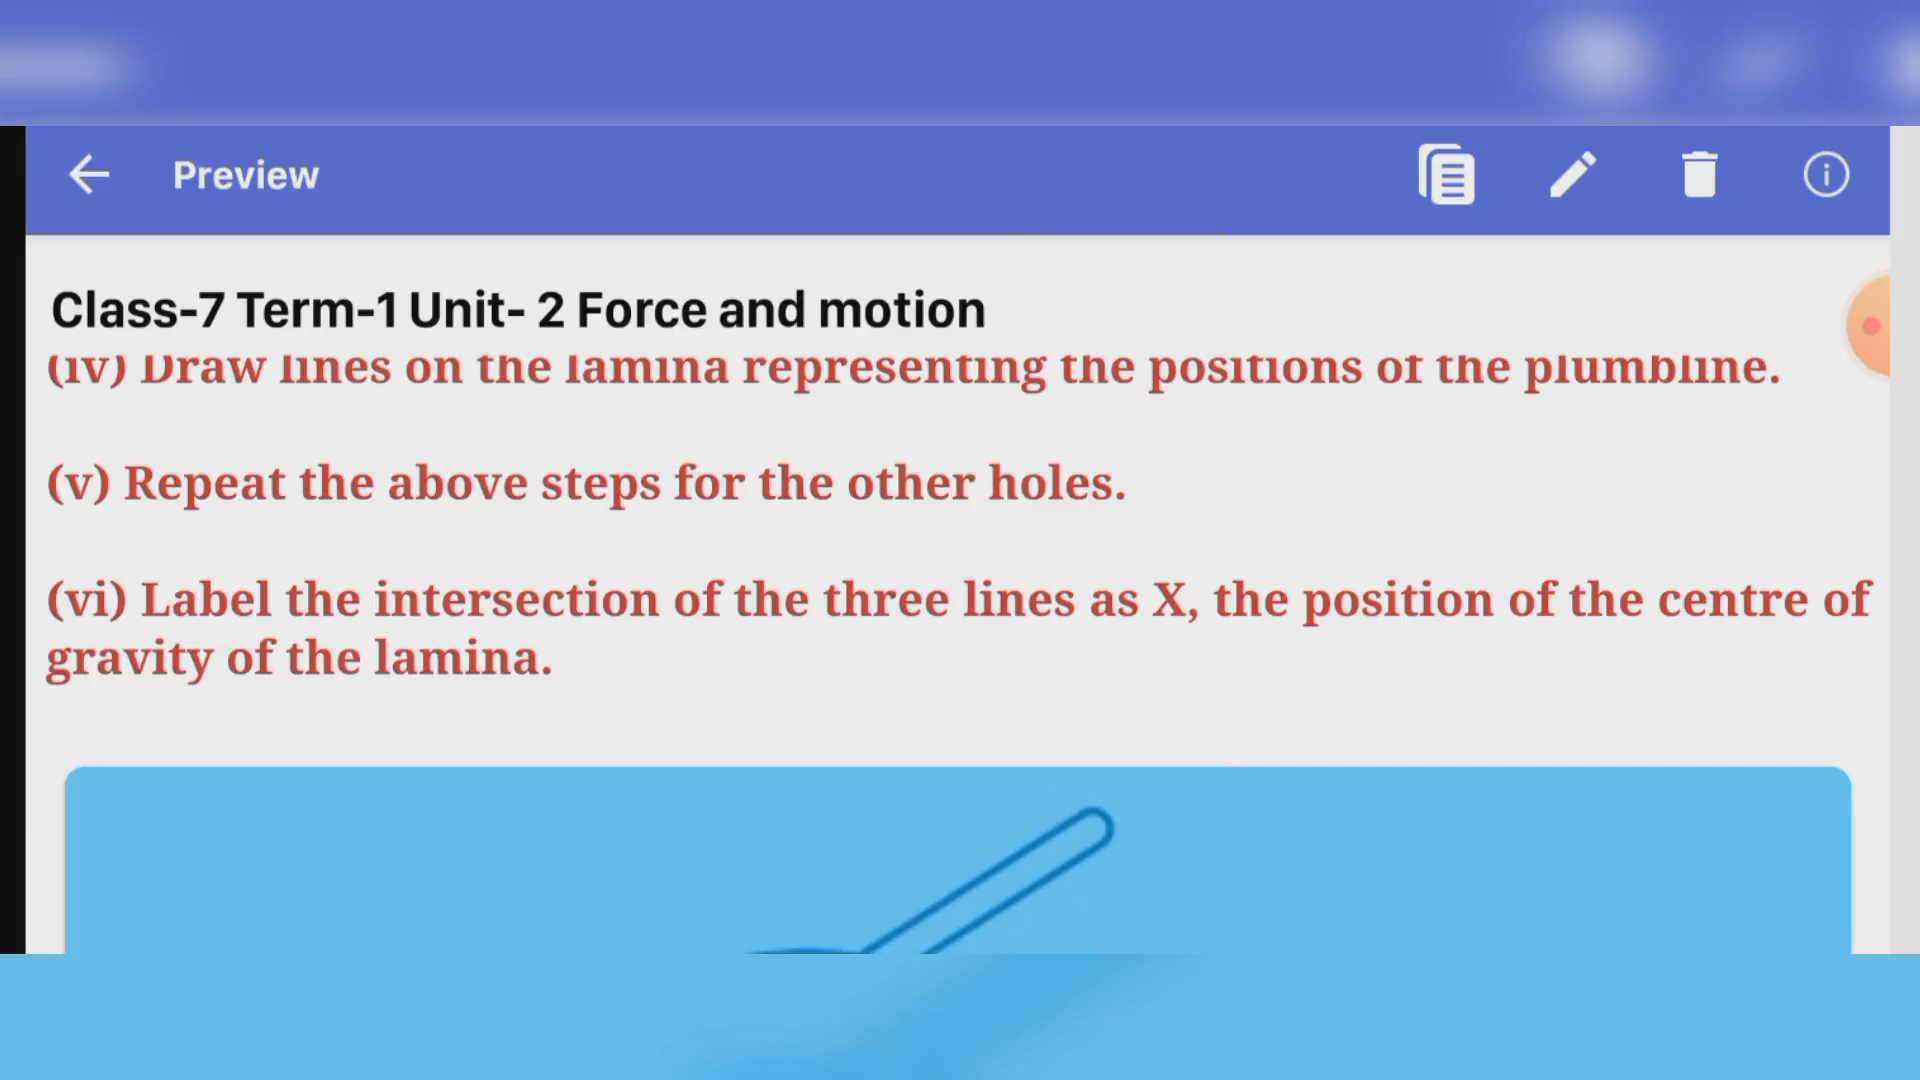 Preview
Class-7 Term-1 Unit- 2 Force and motion
(iv) Draw lines on the lamina representing the positions of the plumbline.
(v) Repeat the above steps for the other holes.
(vi) Label the intersection of the three lines as X, the position of the centre of
gravity of the lamina.